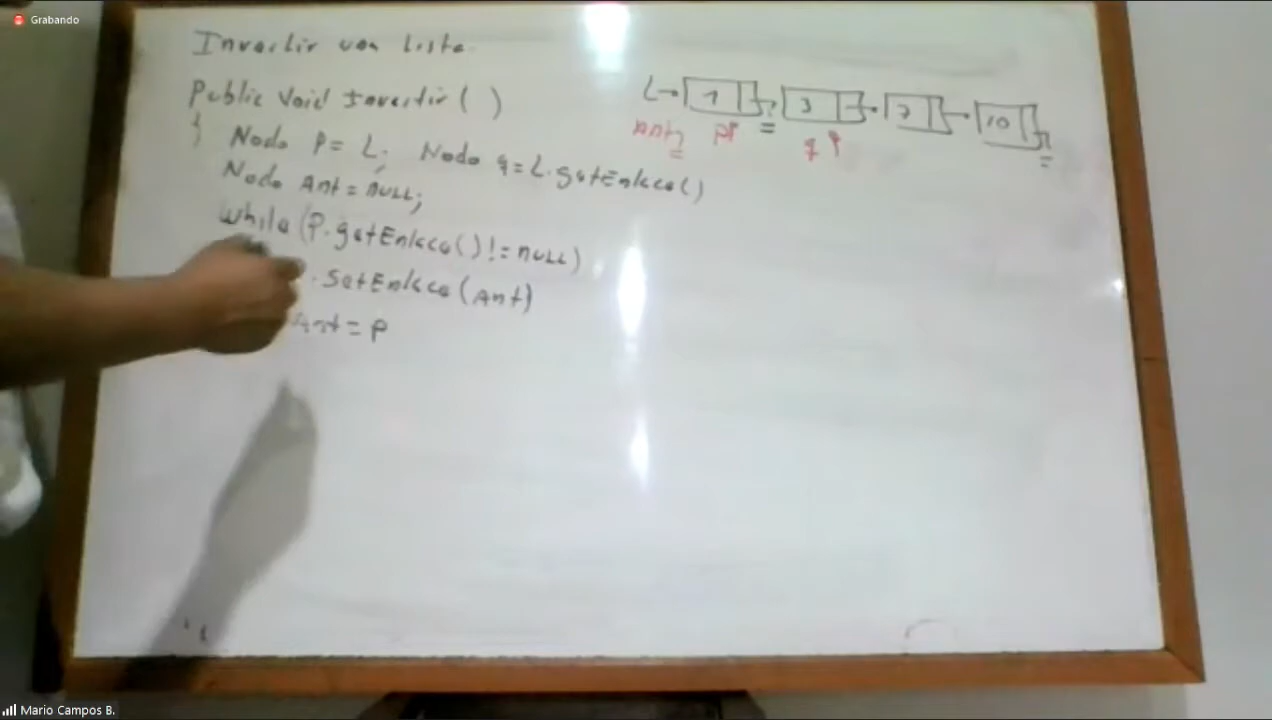 Grabando
Invertir una lista
Public Void Invertir ( )
{ Nodo P = L; Nodo q = L.getEnlace()
Nodo Ant = null;
while (P.getEnlace() != null)
.SetEnlace (Ant)
Ant = P
L → 1 3 7 10
Ant P q
Mario Campos B.